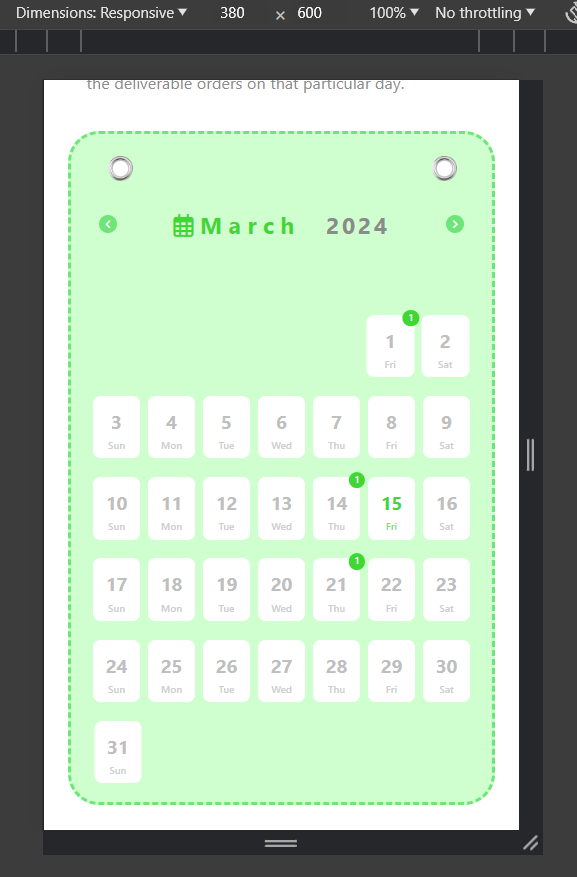 Dimensions: Responsive ▼ 380 × 600 100% ▼ No throttling ▼
the deliverable orders on that particular day.
March 2024
1
1 2
Fri Sat
3 4 5 6 7 8 9
Sun Mon Tue Wed Thu Fri Sat
1
10 11 12 13 14 15 16
Sun Mon Tue Wed Thu Fri Sat
1
17 18 19 20 21 22 23
Sun Mon Tue Wed Thu Fri Sat
24 25 26 27 28 29 30
Sun Mon Tue Wed Thu Fri Sat
31
Sun